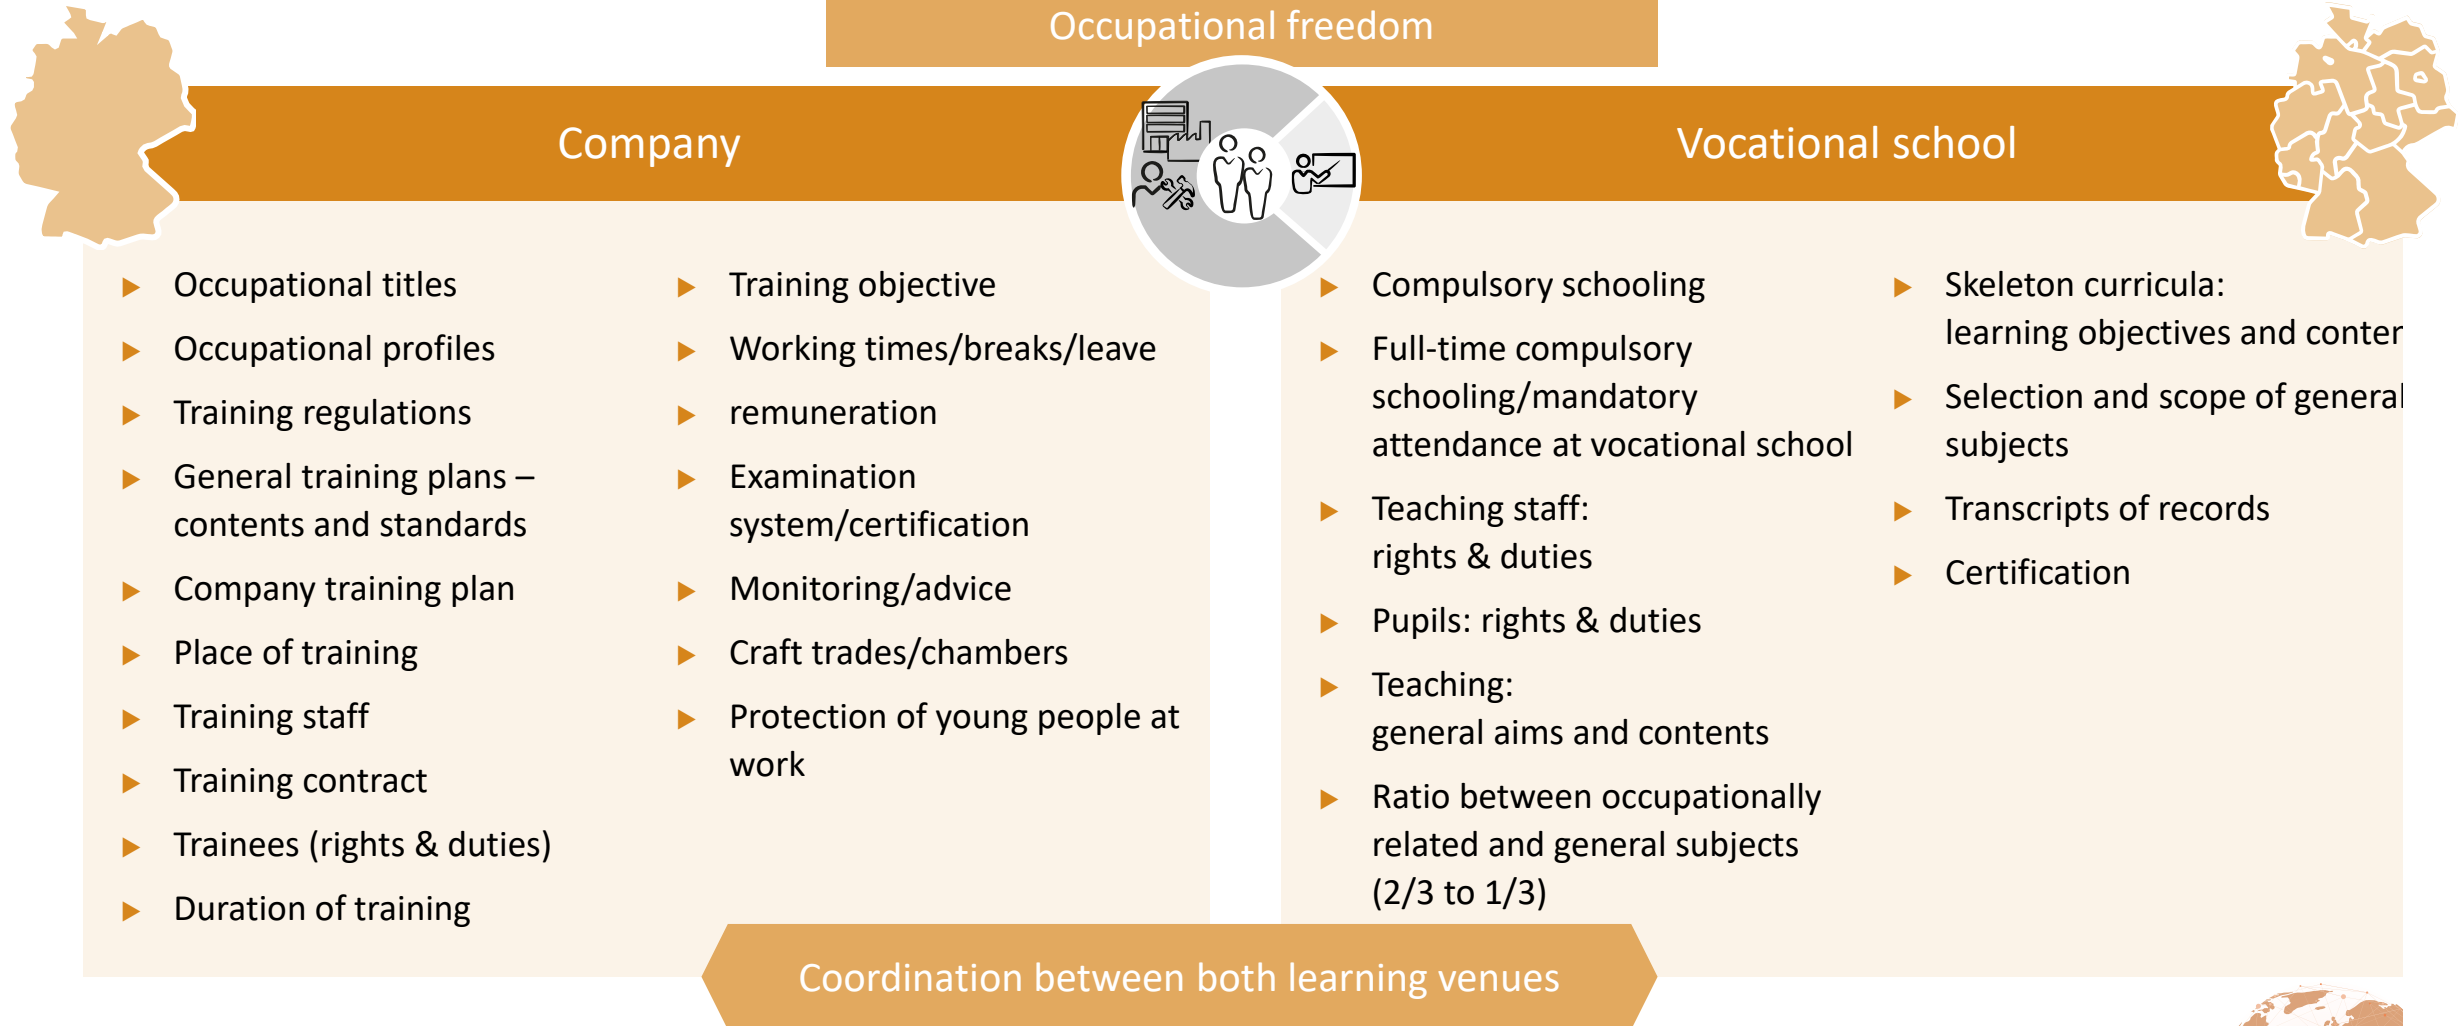 Occupational freedom
Company
Vocational school
Occupational titles
Occupational profiles
Training regulations
General training plans –
contents and standards
Company training plan
Place of training
Training staff
Training contract
Trainees (rights & duties)
Duration of training
Training objective
Working times/breaks/leave
remuneration
Examination
system/certification
Monitoring/advice
Craft trades/chambers
Protection of young people at
work
Compulsory schooling
Full-time compulsory
schooling/mandatory
attendance at vocational school
Teaching staff:
rights & duties
Pupils: rights & duties
Teaching:
general aims and contents
Ratio between occupationally
related and general subjects
(2/3 to 1/3)
Skeleton curricula:
learning objectives and
Selection and scope of general
subjects
Transcripts of records
Certification
Coordination between both learning venues